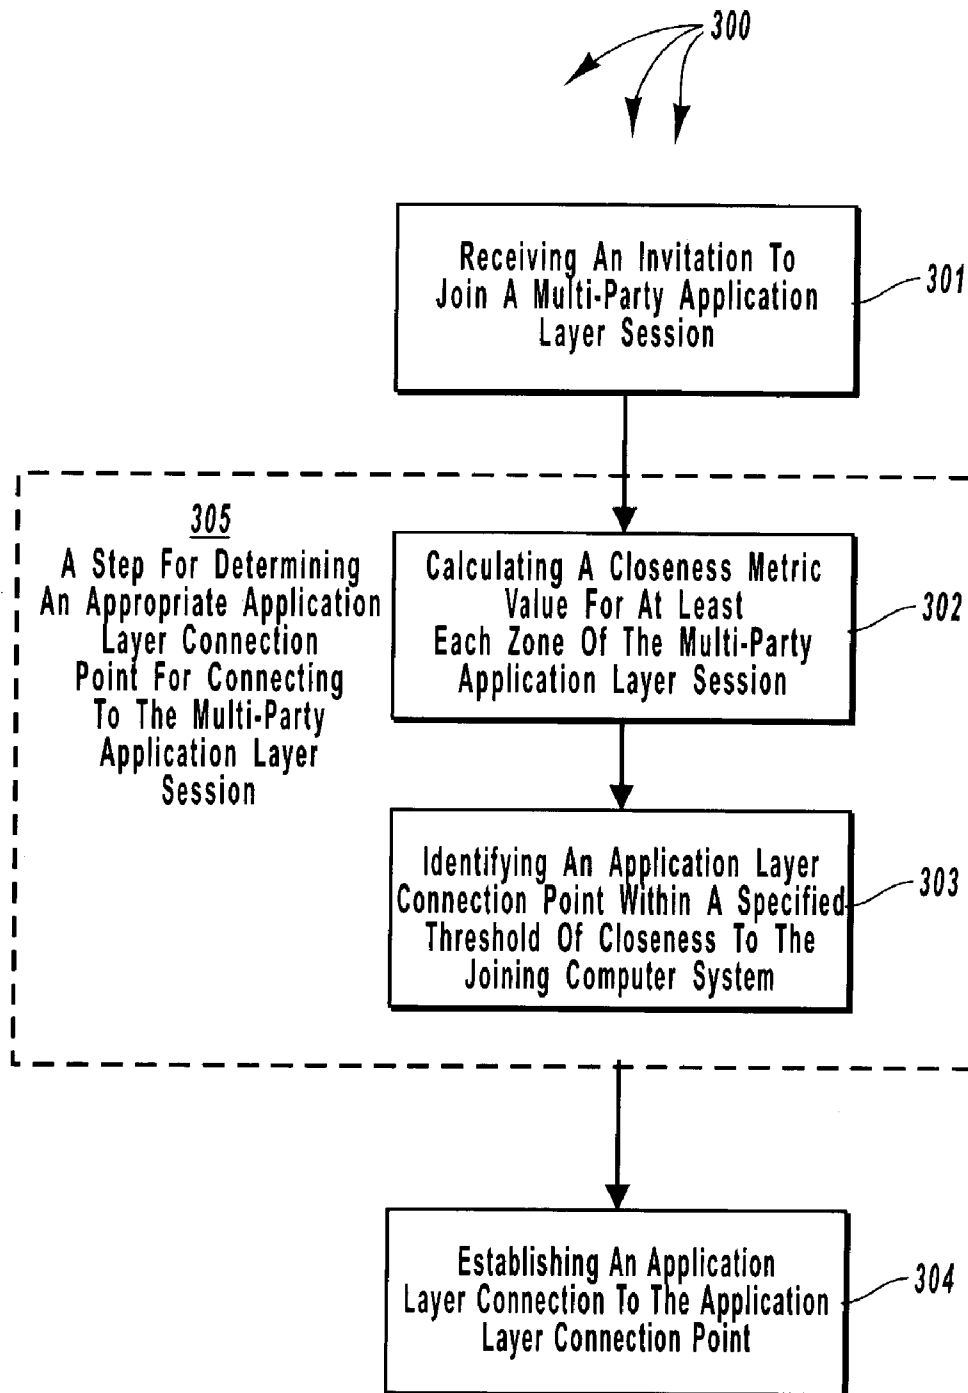 300
Receiving An Invitation To
Join A Multi-Party Application
Layer Session
301
305
A Step For Determining
An Appropriate Application
Layer Connection
Point For Connecting
To The Multi-Party
Application Layer
Session
Calculating A Closeness Metric
Value For At Least
Each Zone Of The Multi-Party
Application Layer Session
302
Identifying An Application Layer
Connection Point Within A Specified
Threshold Of Closeness To The
Joining Computer System
303
Establishing An Application
Layer Connection To The Application
Layer Connection Point
304